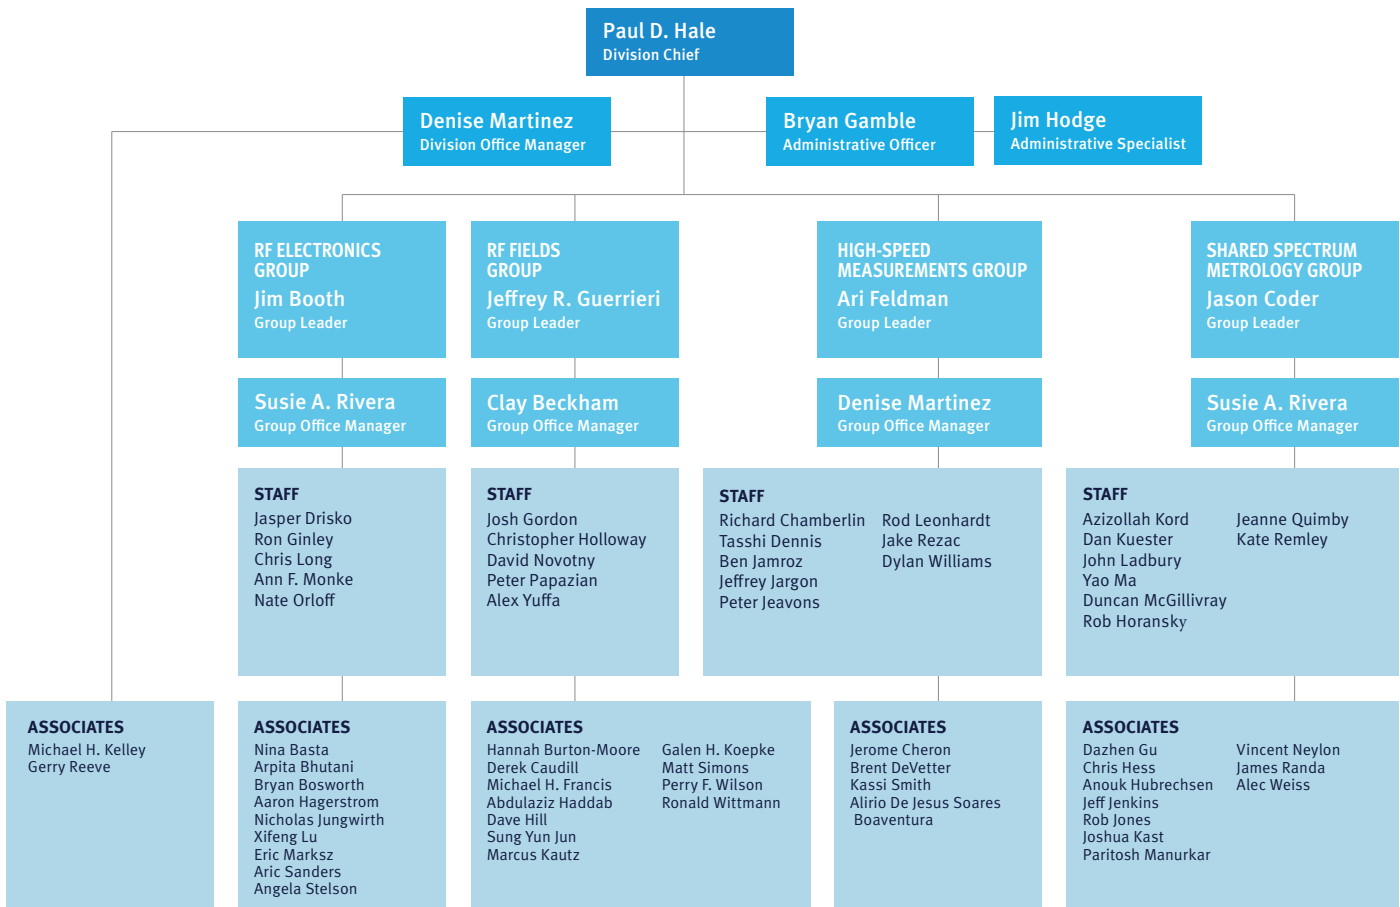 Paul D. Hale
Division Chief
Denise Martinez
Division Office Manager
Bryan Gamble
Administrative Officer
Jim Hodge
Administrative Specialist
RF ELECTRONICS
GROUP
Jim Booth
Group Leader
RF FIELDS
GROUP
Jeffrey R. Guerrieri
Group Leader
HIGH-SPEED
MEASUREMENTS GROUP
Ari Feldman
Group Leader
SHARED SPECTRUM
METROLOGY GROUP
Jason Coder
Group Leader
Susie A. Rivera
Group Office Manager
Clay Beckham
Group Office Manager
Denise Martinez
Group Office Manager
Susie A. Rivera
Group Office Manager
STAFF
Jasper Drisko
Ron Ginley
Chris Long
Ann F. Monke
Nate Orloff
STAFF
Josh Gordon
Christopher Holloway
David Novotny
Peter Papazian
Alex Yuffa
STAFF
Richard Chamberlin
Tasshi Dennis
Ben Jamroz
Jeffrey Jargon
Peter Jeavons
Rod Leonhardt
Jake Rezac
Dylan Williams
STAFF
Azizollah Kord
Dan Kuester
John Ladbury
Yao Ma
Duncan McGillivray
Rob Horansky
Jeanne Quimby
Kate Remley
ASSOCIATES
Michael H. Kelley
Gerry Reeve
ASSOCIATES
Nina Basta
Arpita Bhutani
Bryan Bosworth
Aaron Hagerstrom
Nicholas Jungwirth
Xifeng Lu
Eric Marksz
Aric Sanders
Angela Stelson
ASSOCIATES
Hannah Burton-Moore
Derek Caudill
Michael H. Francis
Abdulaziz Haddab
Dave Hill
Sung Yun Jun
Marcus Kautz
Galen H. Koepke
Matt Simons
Perry F. Wilson
Ronald Wittmann
ASSOCIATES
Jerome Cheron
Brent DeVetter
Kassi Smith
Alirio De Jesus Soares
Boaventura
ASSOCIATES
Dazhen Gu
Chris Hess
Anouk Hubrechsen
Jeff Jenkins
Rob Jones
Joshua Kast
Paritosh Manurkar
Vincent Neylon
James Randa
Alec Weiss